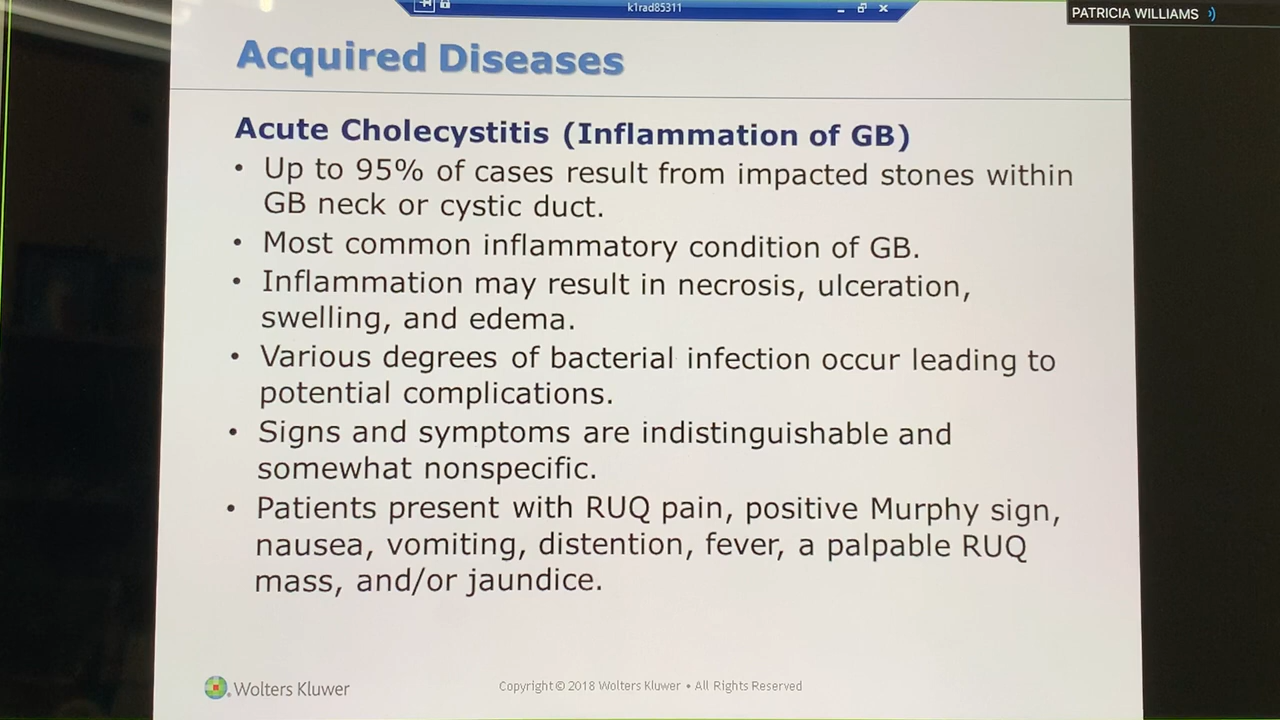 k1rad85311
PATRICIA WILLIAMS
Acquired Diseases
Acute Cholecystitis (Inflammation of GB)
• Up to 95% of cases result from impacted stones within
GB neck or cystic duct.
• Most common inflammatory condition of GB.
• Inflammation may result in necrosis, ulceration,
swelling, and edema.
• Various degrees of bacterial infection occur leading to
potential complications.
• Signs and symptoms are indistinguishable and
somewhat nonspecific.
• Patients present with RUQ pain, positive Murphy sign,
nausea, vomiting, distention, fever, a palpable RUQ
mass, and/or jaundice.
Wolters Kluwer
Copyright © 2018 Wolters Kluwer • All Rights Reserved